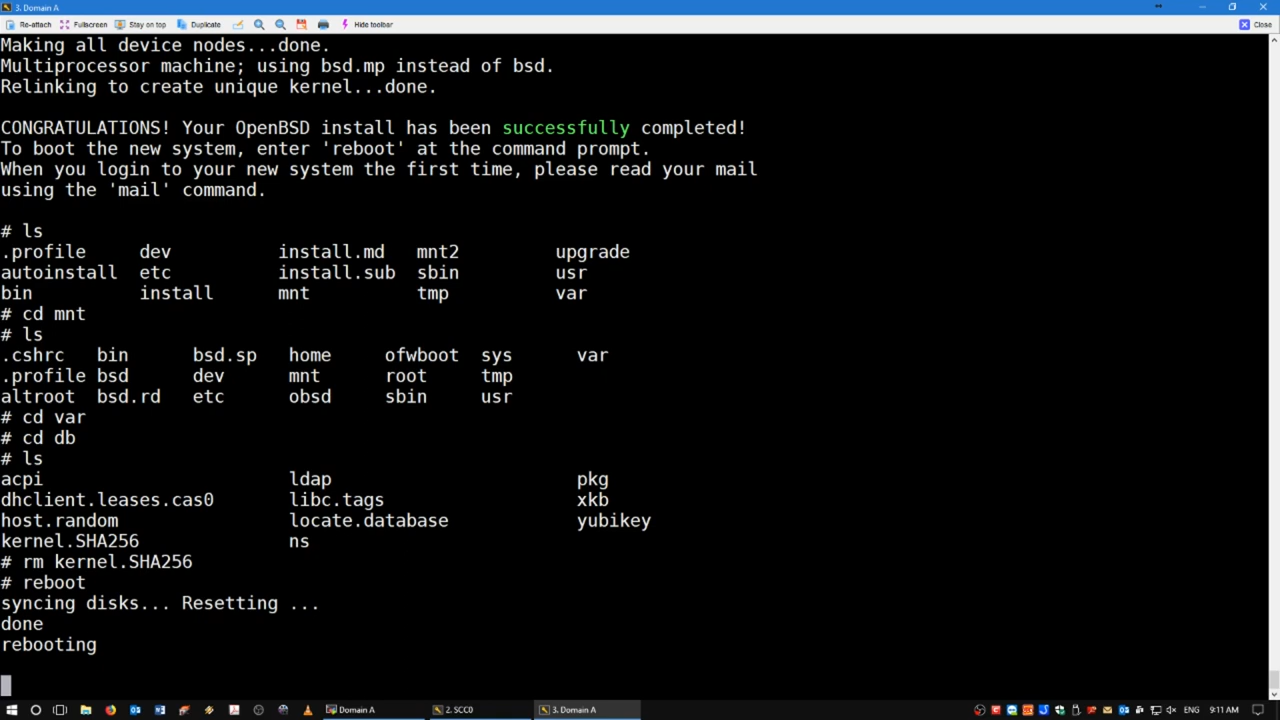 3. Domain A
Re-attach Fullscreen Stay on top Duplicate Hide toolbar Close
Making all device nodes...done.
Multiprocessor machine; using bsd.mp instead of bsd.
Relinking to create unique kernel...done.
CONGRATULATIONS! Your OpenBSD install has been successfully completed!
To boot the new system, enter 'reboot' at the command prompt.
When you login to your new system the first time, please read your mail
using the 'mail' command.
# ls
.profile dev install.md mnt2 upgrade
autoinstall etc install.sub sbin usr
bin install mnt tmp var
# cd mnt
# ls
.cshrc bin bsd.sp home ofwboot sys var
.profile bsd dev mnt root tmp
altroot bsd.rd etc obsd sbin usr
# cd var
# cd db
# ls
acpi ldap pkg
dhclient.leases.cas0 libc.tags xkb
host.random locate.database yubikey
kernel.SHA256 ns
# rm kernel.SHA256
# reboot
syncing disks... Resetting ...
done
rebooting
Domain A 2. SCC0 3. Domain A ENG 9:11 AM